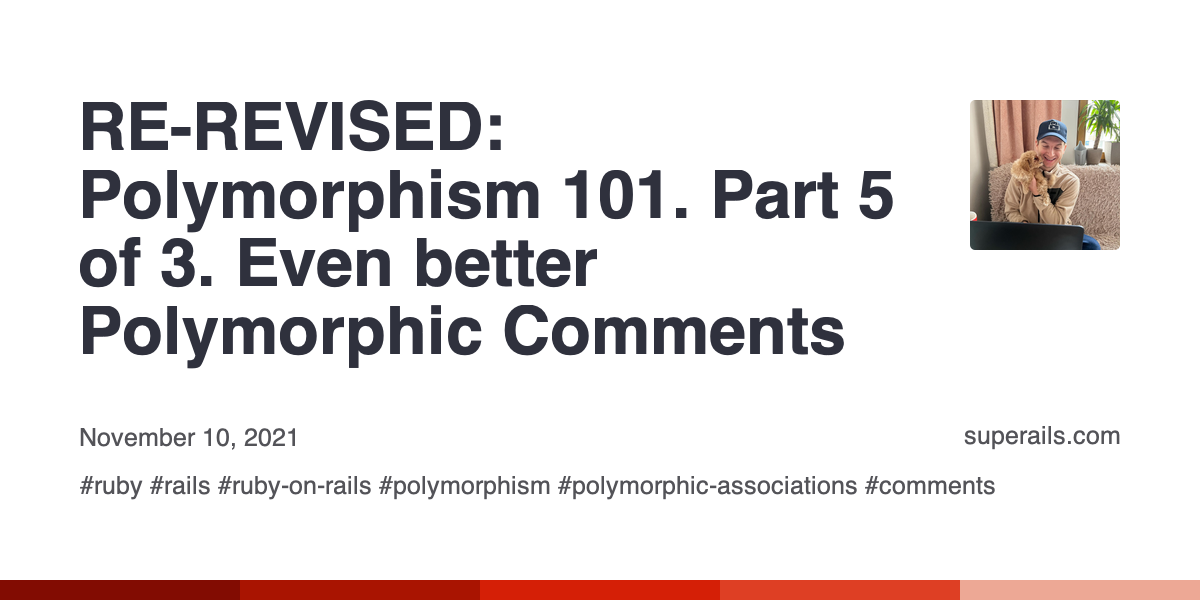 RE-REVISED:
Polymorphism 101. Part 5
of 3. Even better
Polymorphic Comments
November 10, 2021
superails.com
#ruby #rails #ruby-on-rails #polymorphism #polymorphic-associations #comments